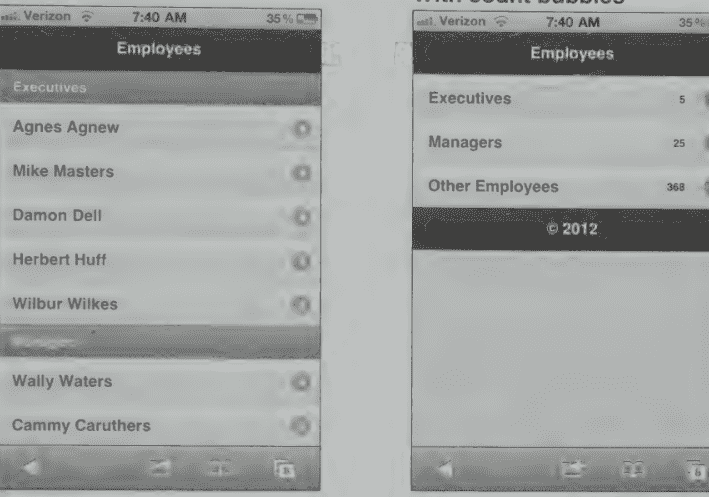 Verizon 7:40 AM 35%
Employees
Executives
Agnes Agnew
Mike Masters
Damon Dell
Herbert Huff
Wilbur Wilkes
Wally Waters
Cammy Caruthers
8
With count bubbles
Verizon 7:40 AM 35%
Employees
Executives 5
Managers 25
Other Employees 368
© 2012
8